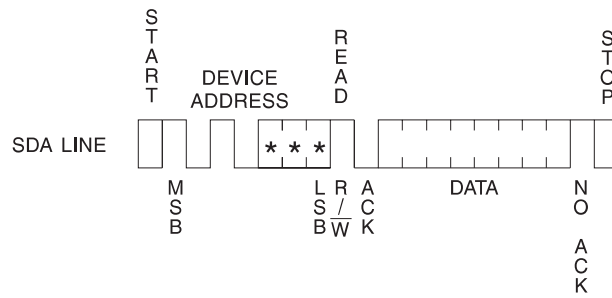 START
DEVICE
ADDRESS
READ
STOP
SDA LINE
* * *
MSB
LSB
R/W
ACK
DATA
NO ACK